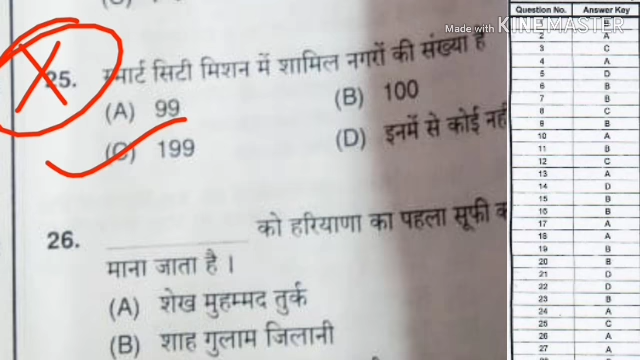 Made with KINEMASTER
25. स्मार्ट सिटी मिशन में शामिल नगरों की संख्या है
(A) 99
(B) 100
(C) 199
(D) इनमें से कोई
26. ____________ को हरियाणा का पहला सूफी
माना जाता है ।
(A) शेख मुहम्मद तुर्क
(B) शाह गुलाम जिलानी
Question No. Answer Key
2 A
3 C
4 A
5 D
6 B
7 B
8 C
9 B
10 A
11 B
12 C
13 A
14 D
15 B
16 B
17 A
18 A
19 B
20 B
21 D
22 D
23 B
24 A
25 C
26 A
27 A